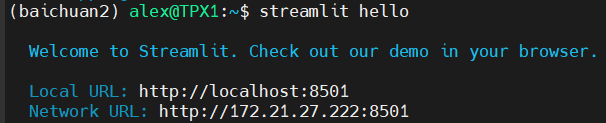 (baichuan2) alex@TPX1:~$ streamlit hello
Welcome to Streamlit. Check out our demo in your browser.
Local URL: http://localhost:8501
Network URL: http://172.21.27.222:8501